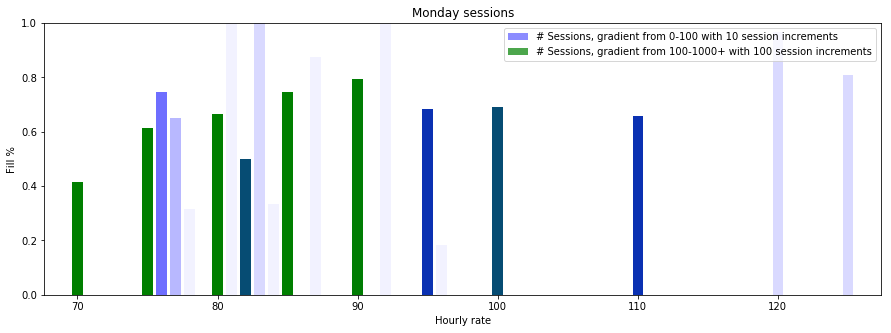 Monday sessions
# Sessions, gradient from 0-100 with 10 session increments
# Sessions, gradient from 100-1000+ with 100 session increments
Fill %
1.0
0.8
0.6
0.4
0.2
0.0
70 80 90 100 110 120
Hourly rate